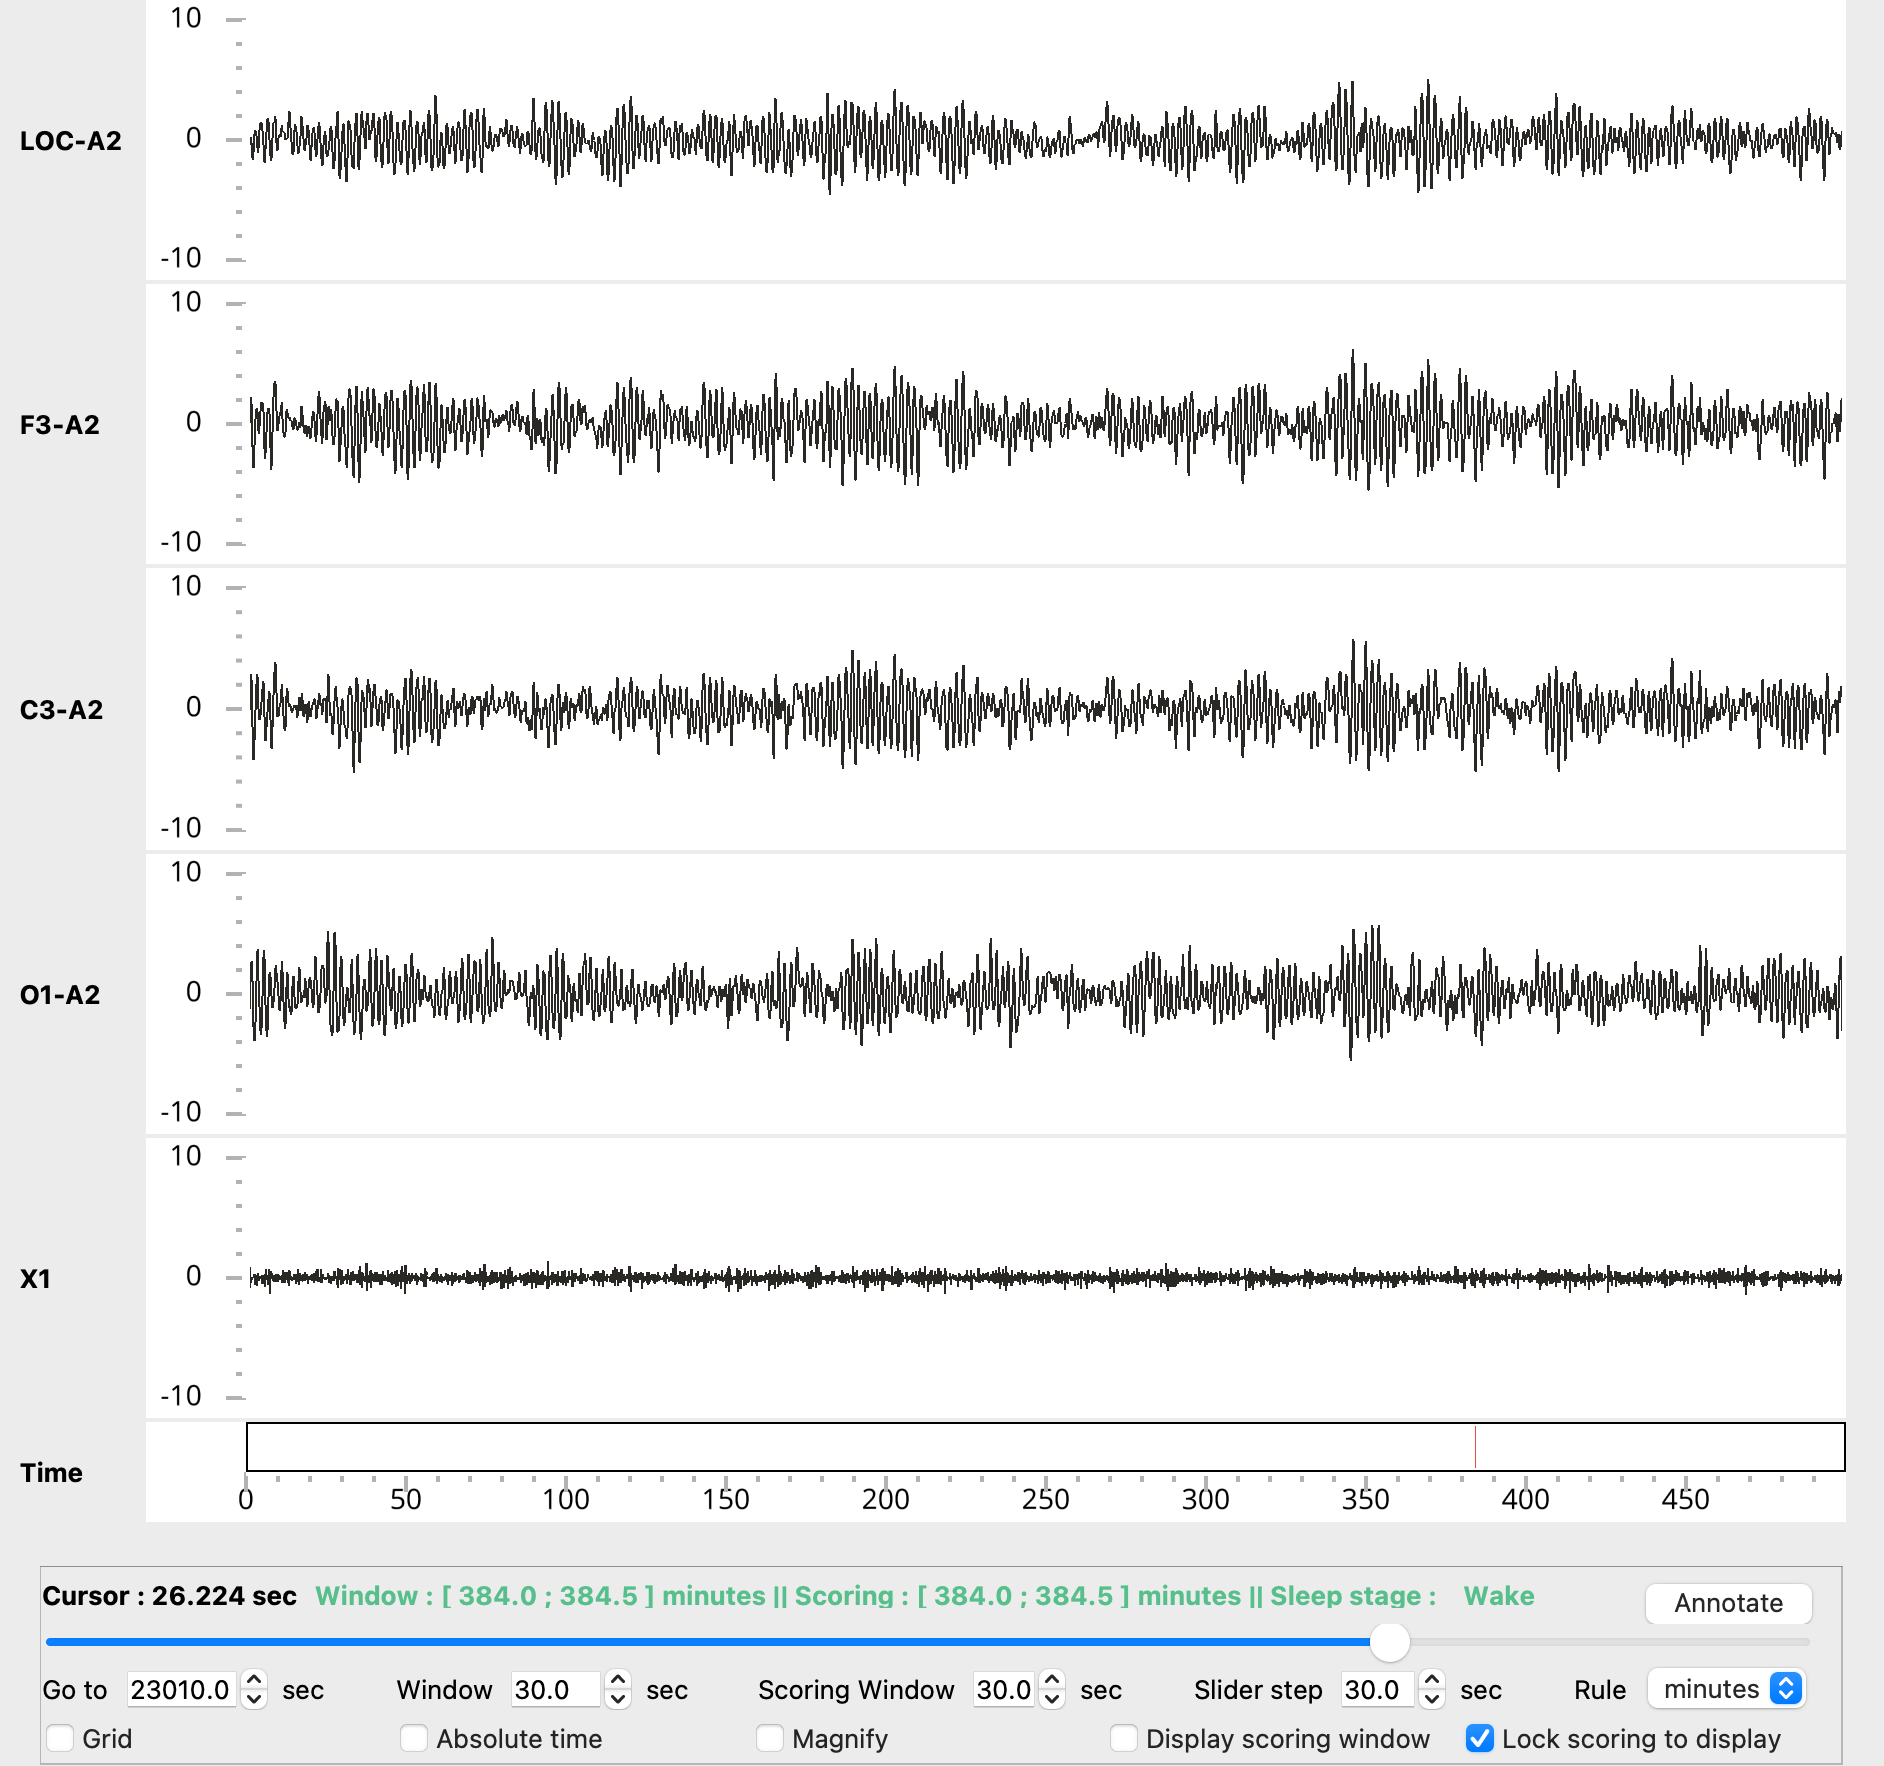 10
LOC-A2 0
-10
10
F3-A2 0
-10
10
C3-A2 0
-10
10
O1-A2 0
-10
10
X1 0
-10
Time
0 50 100 150 200 250 300 350 400 450
Cursor : 26.224 sec Window : [ 384.0 ; 384.5 ] minutes || Scoring : [ 384.0 ; 384.5 ] minutes || Sleep stage : Wake Annotate
Go to 23010.0 sec Window 30.0 sec Scoring Window 30.0 sec Slider step 30.0 sec Rule minutes
Grid Absolute time Magnify Display scoring window Lock scoring to display